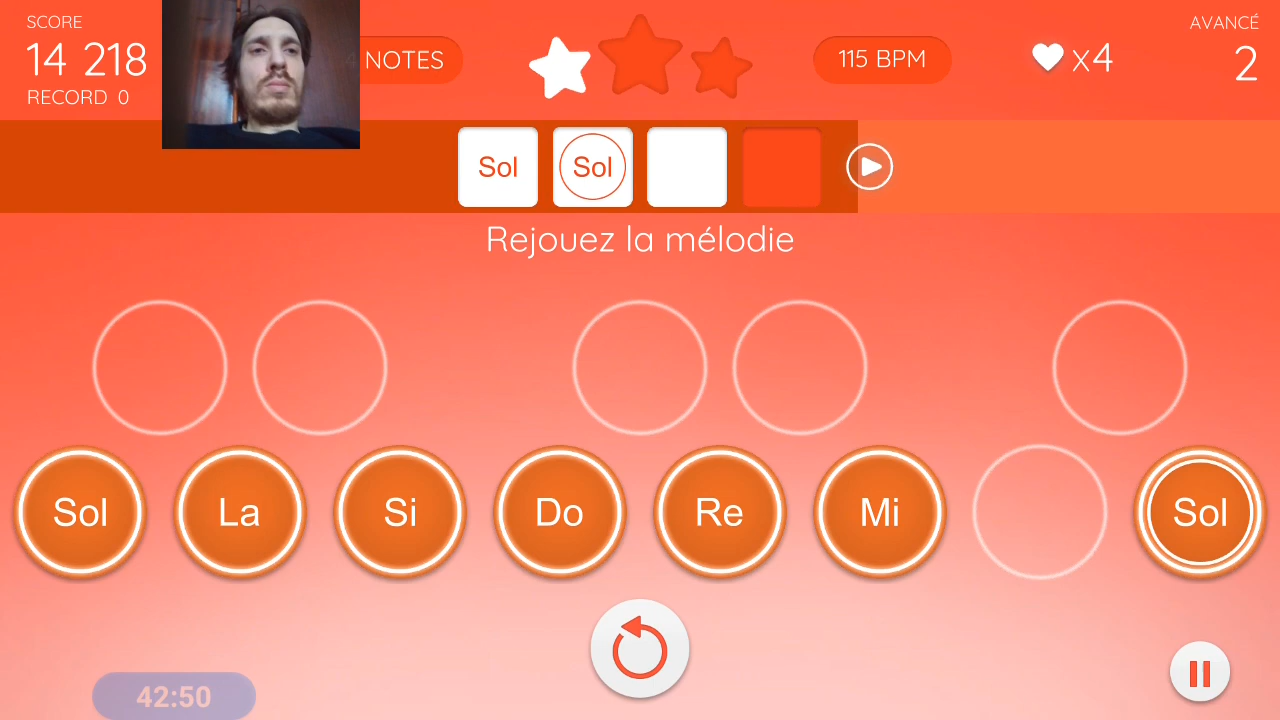 SCORE
14 218
RECORD 0
4 NOTES
115 BPM
x4
AVANCÉ
2
Sol
Sol
Rejouez la mélodie
Sol
La
Si
Do
Re
Mi
Sol
42:50